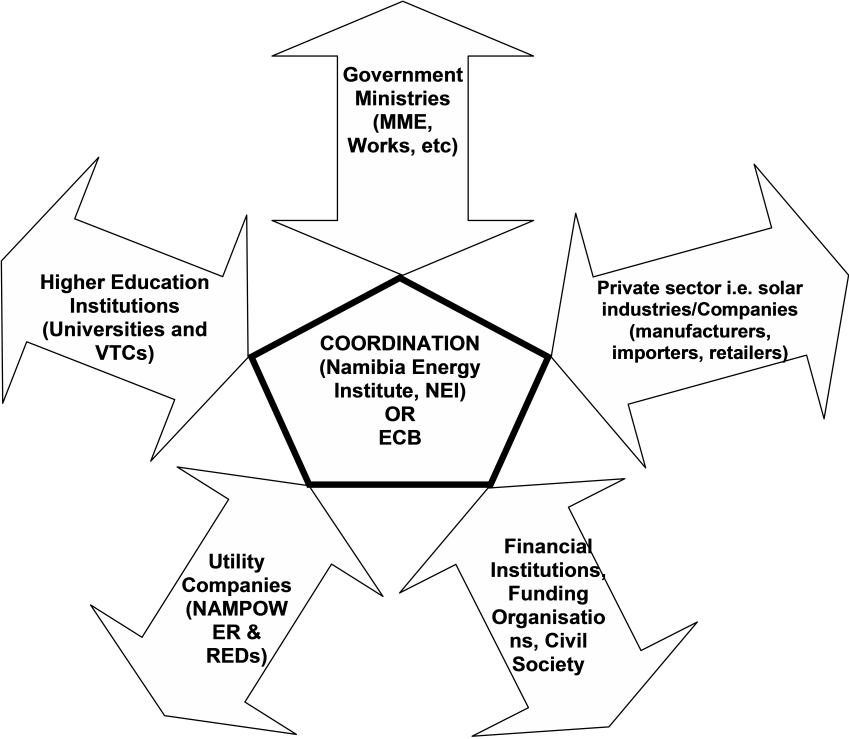 Government
Ministries
(MME,
Works, etc)
Higher Education
Institutions
(Universities and
VTCs)
Private sector i.e. solar
industries/Companies
(manufacturers,
importers, retailers)
COORDINATION
(Namibia Energy
Institute, NEI)
OR
ECB
Utility
Companies
(NAMPOW
ER &
REDs)
Financial
Institutions,
Funding
Organisatio
ns, Civil
Society